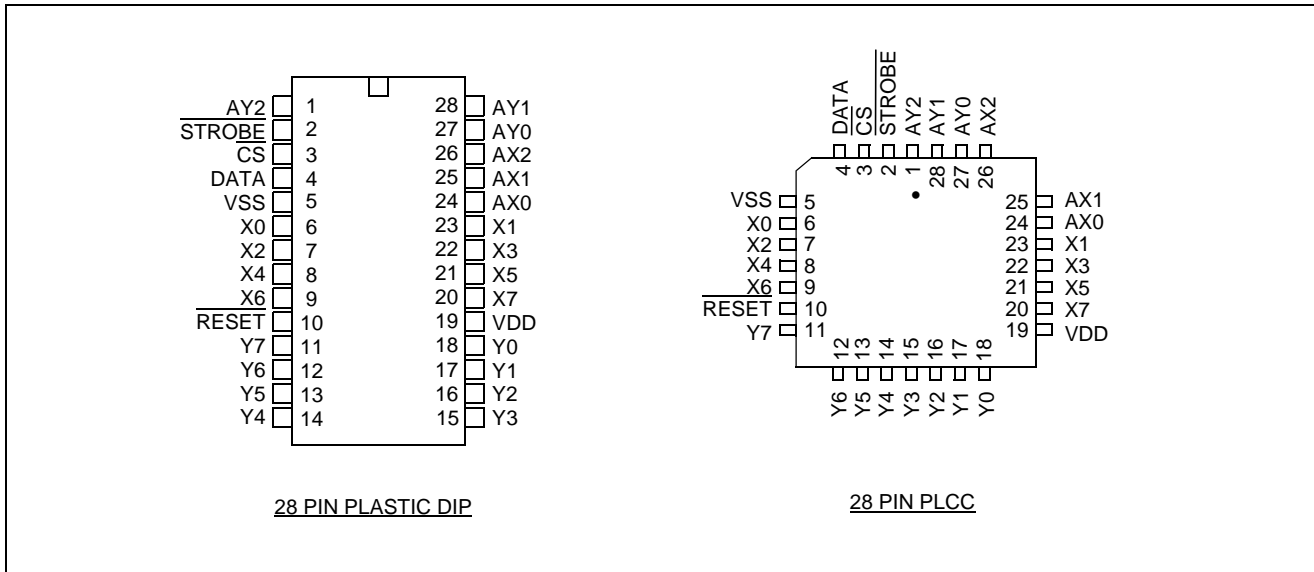 AY2 1 28 AY1
STROBE 2 27 AY0
CS 3 26 AX2
DATA 4 25 AX1
VSS 5 24 AX0
X0 6 23 X1
X2 7 22 X3
X4 8 21 X5
X6 9 20 X7
RESET 10 19 VDD
Y7 11 18 Y0
Y6 12 17 Y1
Y5 13 16 Y2
Y4 14 15 Y3
28 PIN PLASTIC DIP
DATA CS STROBE AY2 AY1 AY0 AX2
4 3 2 1 28 27 26
VSS 5 25 AX1
X0 6 24 AX0
X2 7 23 X1
X4 8 22 X3
X6 9 21 X5
RESET 10 20 X7
Y7 11 19 VDD
12 13 14 15 16 17 18
Y6 Y5 Y4 Y3 Y2 Y1 Y0
28 PIN PLCC